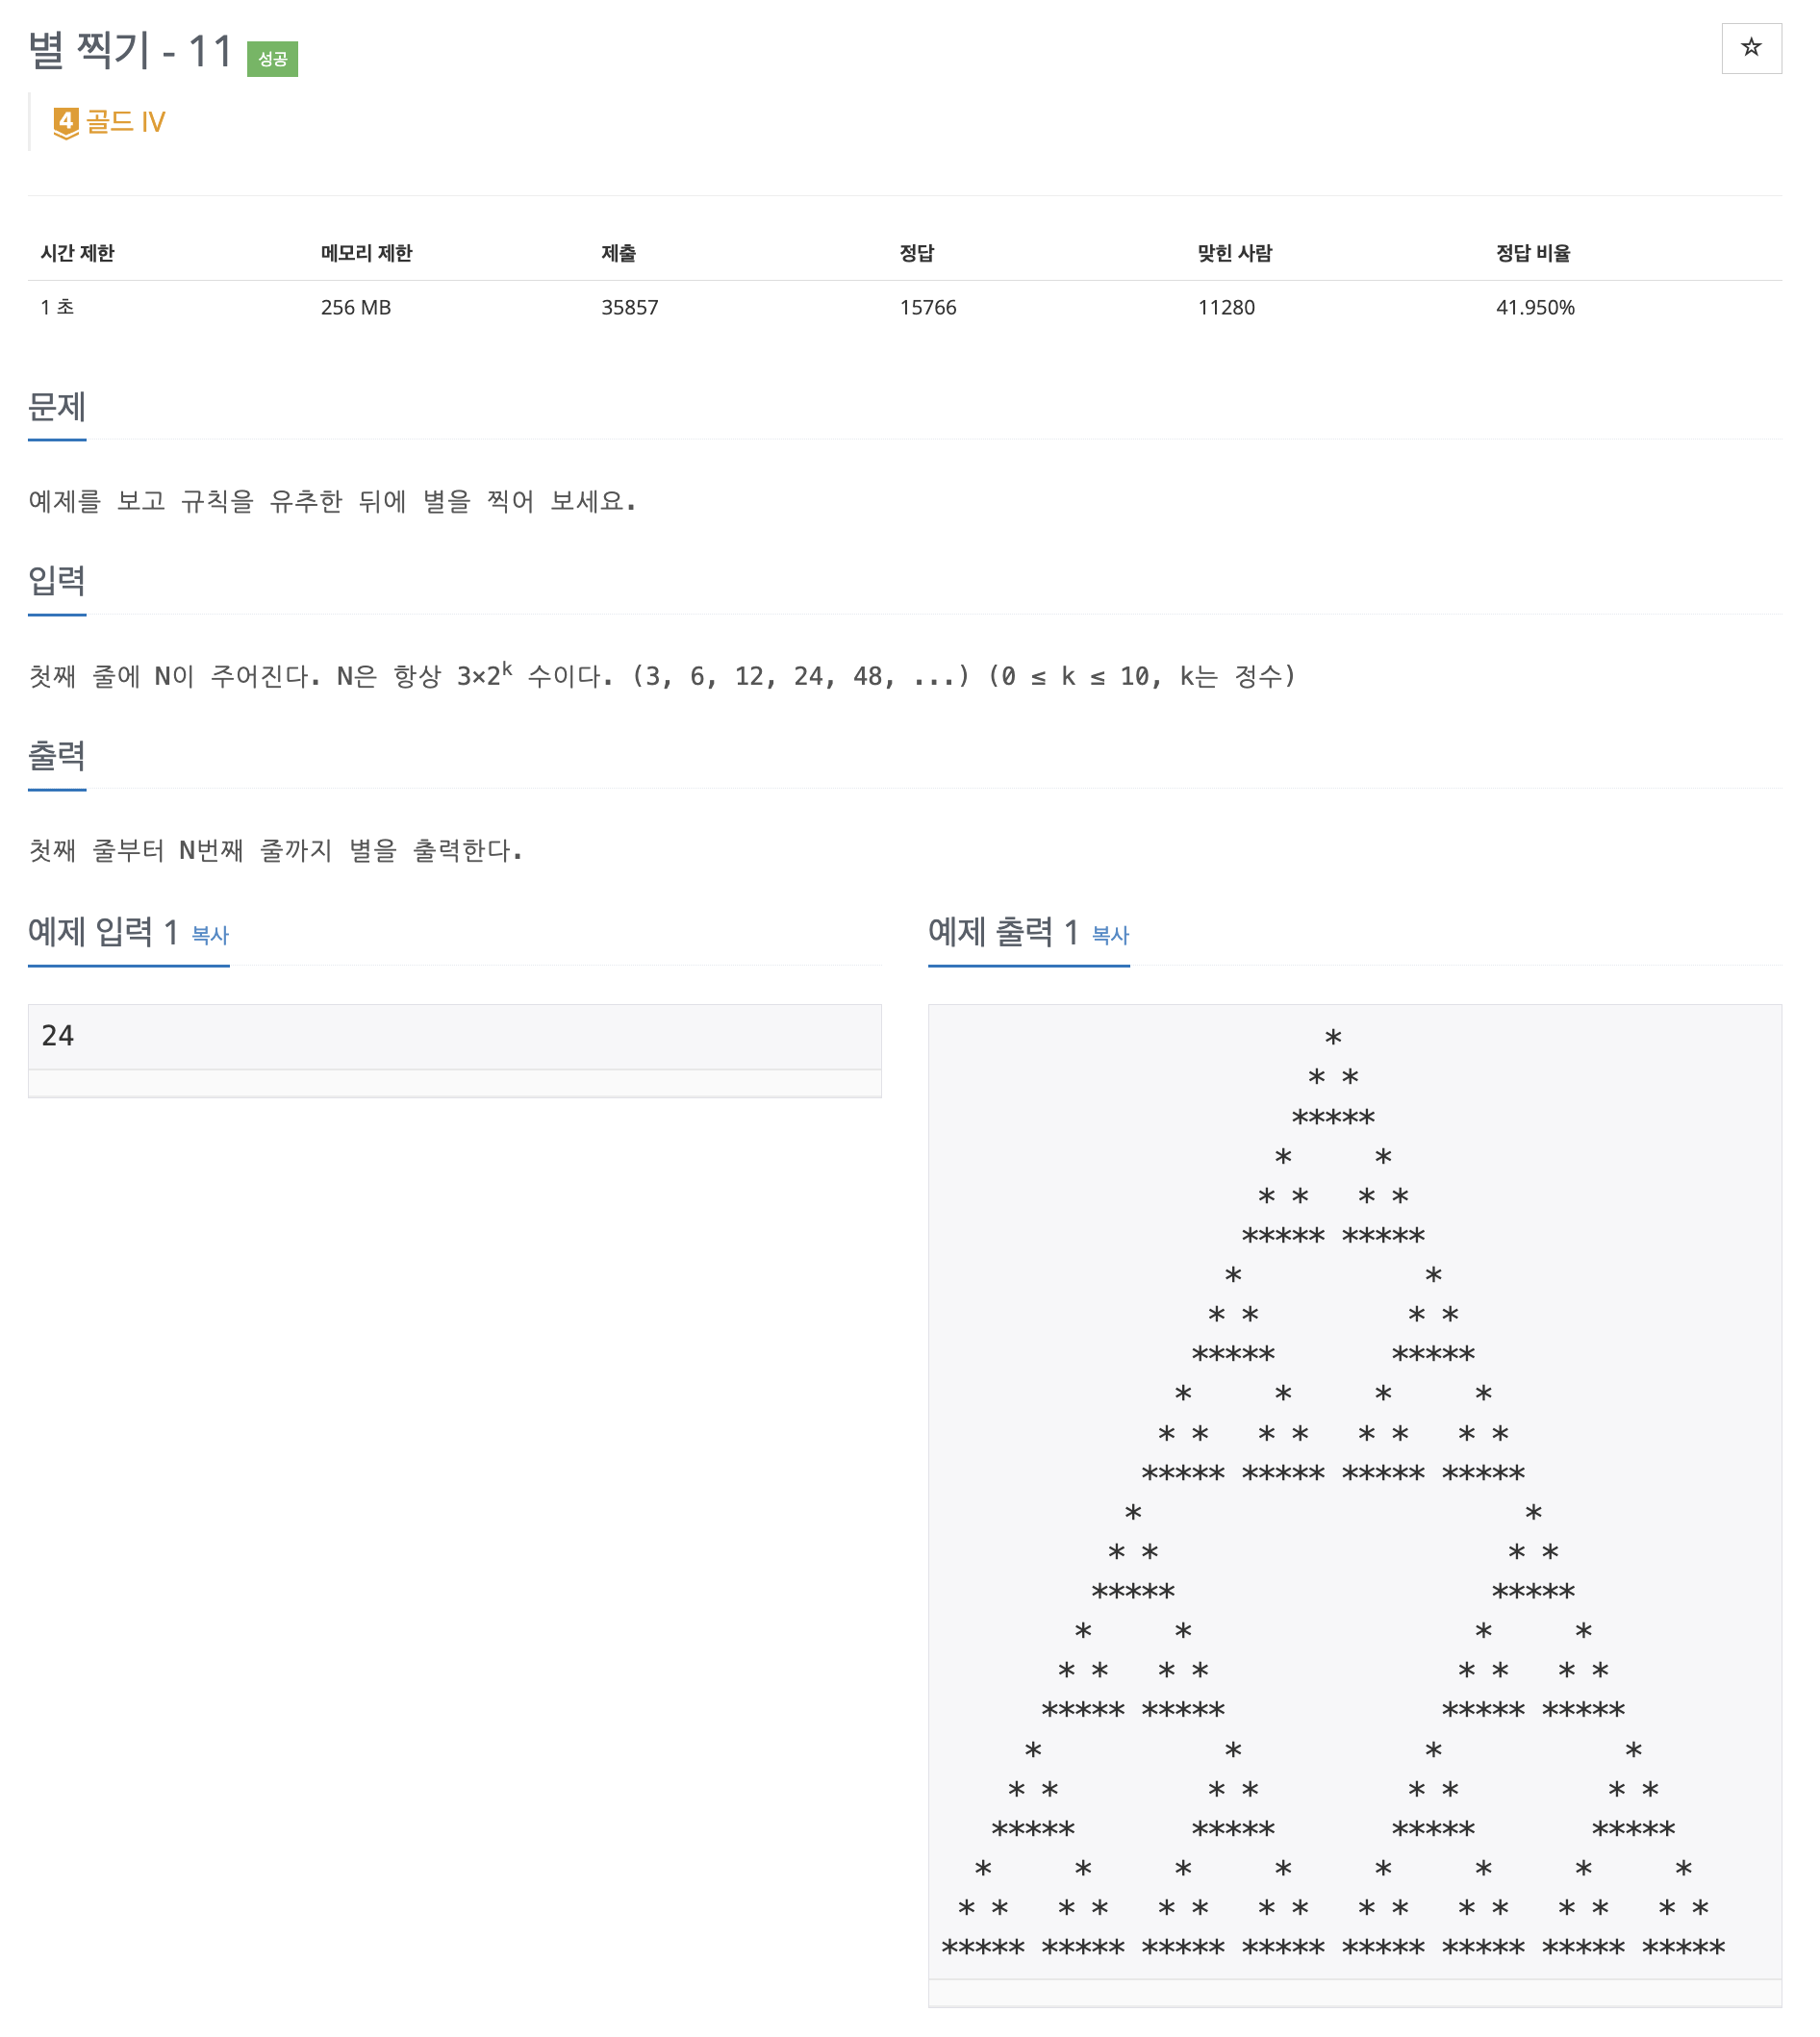 별 찍기 - 11 성공
☆
4 골드 IV
시간 제한 메모리 제한 제출 정답 맞힌 사람 정답 비율
1 초 256 MB 35857 15766 11280 41.950%
문제
예제를 보고 규칙을 유추한 뒤에 별을 찍어 보세요.
입력
첫째 줄에 N이 주어진다. N은 항상 3×2^k 수이다. (3, 6, 12, 24, 48, ...) (0 ≤ k ≤ 10, k는 정수)
출력
첫째 줄부터 N번째 줄까지 별을 출력한다.
예제 입력 1 복사
24
예제 출력 1 복사
                       *
                      * *
                     *****
                    *     *
                   * *   * *
                  ***** *****
                 *           *
                * *         * *
               *****       *****
              *     *     *     *
             * *   * *   * *   * *
            ***** ***** ***** *****
           *                       *
          * *                     * *
         *****                   *****
        *     *                 *     *
       * *   * *               * *   * *
      ***** *****             ***** *****
     *           *           *           *
    * *         * *         * *         * *
   *****       *****       *****       *****
  *     *     *     *     *     *     *     *
 * *   * *   * *   * *   * *   * *   * *   * *
***** ***** ***** ***** ***** ***** ***** *****